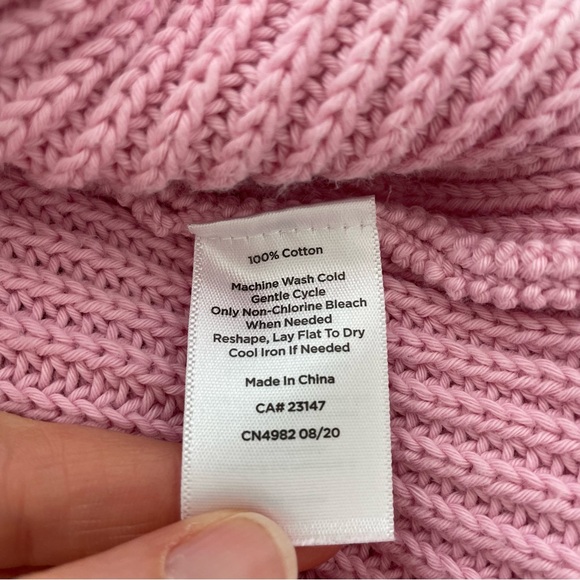 100% Cotton
Machine Wash Cold
Gentle Cycle
Only Non-Chlorine Bleach
When Needed
Reshape, Lay Flat To Dry
Cool Iron If Needed
Made In China
CA# 23147
CN4982 08/20